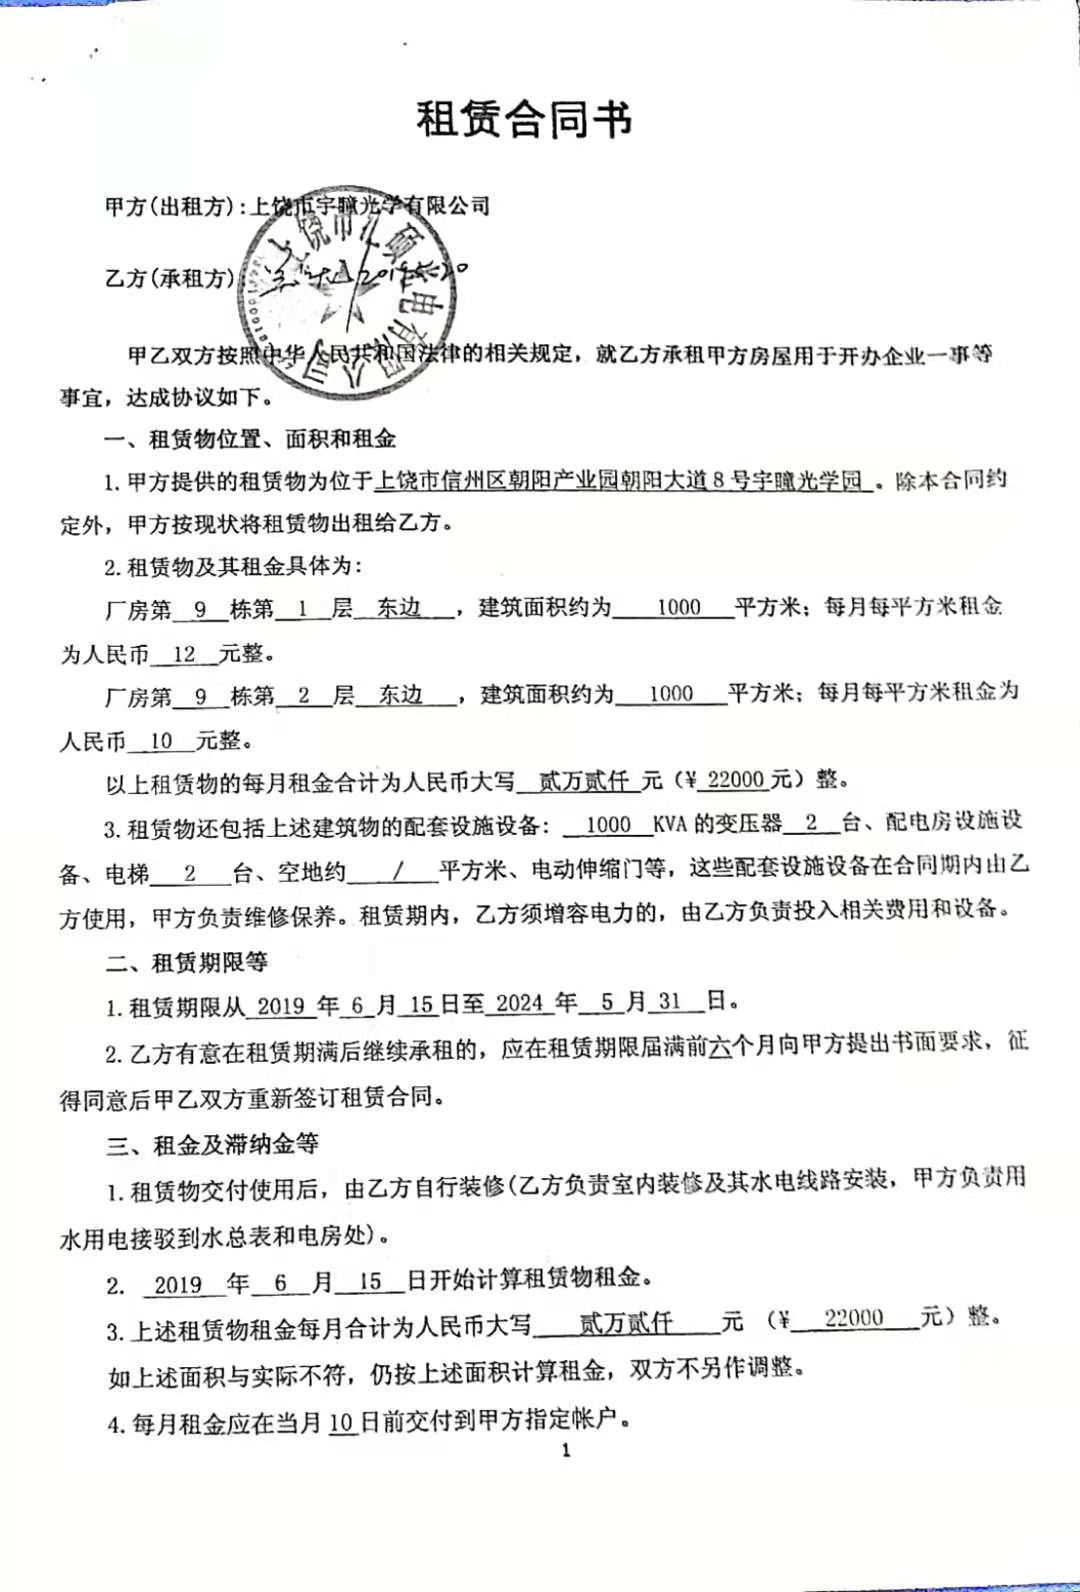 租赁合同书
甲方(出租方):上饶市宇瞳光学有限公司
乙方(承租方)
甲乙双方按照中华人民共和国法律的相关规定，就乙方承租甲方房屋用于开办企业一事等
事宜，达成协议如下。
一、租赁物位置、面积和租金
1.甲方提供的租赁物为位于上饶市信州区朝阳产业园朝阳大道8号宇瞳光学园。除本合同约
定外，甲方按现状将租赁物出租给乙方。
2.租赁物及其租金具体为:
厂房第 9 栋第 1 层 东边 ，建筑面积约为 1000 平方米；每月每平方米租金
为人民币 12 元整。
厂房第 9 栋第 2 层 东边 ，建筑面积约为 1000 平方米；每月每平方米租金为
人民币 10 元整。
以上租赁物的每月租金合计为人民币大写 贰万贰仟 元（¥ 22000 元）整。
3.租赁物还包括上述建筑物的配套设施设备： 1000 KVA的变压器 2 台、配电房设施设
备、电梯 2 台、空地约 / 平方米、电动伸缩门等，这些配套设施设备在合同期内由乙
方使用，甲方负责维修保养。租赁期内，乙方须增容电力的，由乙方负责投入相关费用和设备。
二、租赁期限等
1.租赁期限从 2019 年 6 月 15 日至 2024 年 5 月 31 日。
2.乙方有意在租赁期满后继续承租的，应在租赁期限届满前六个月向甲方提出书面要求，征
得同意后甲乙双方重新签订租赁合同。
三、租金及滞纳金等
1.租赁物交付使用后，由乙方自行装修(乙方负责室内装修及其水电线路安装，甲方负责用
水用电接驳到水总表和电房处)。
2. 2019 年 6 月 15 日开始计算租赁物租金。
3.上述租赁物租金每月合计为人民币大写 贰万贰仟 元（¥ 22000 元）整。
如上述面积与实际不符，仍按上述面积计算租金，双方不另作调整。
4.每月租金应在当月 10 日前交付到甲方指定帐户。
1